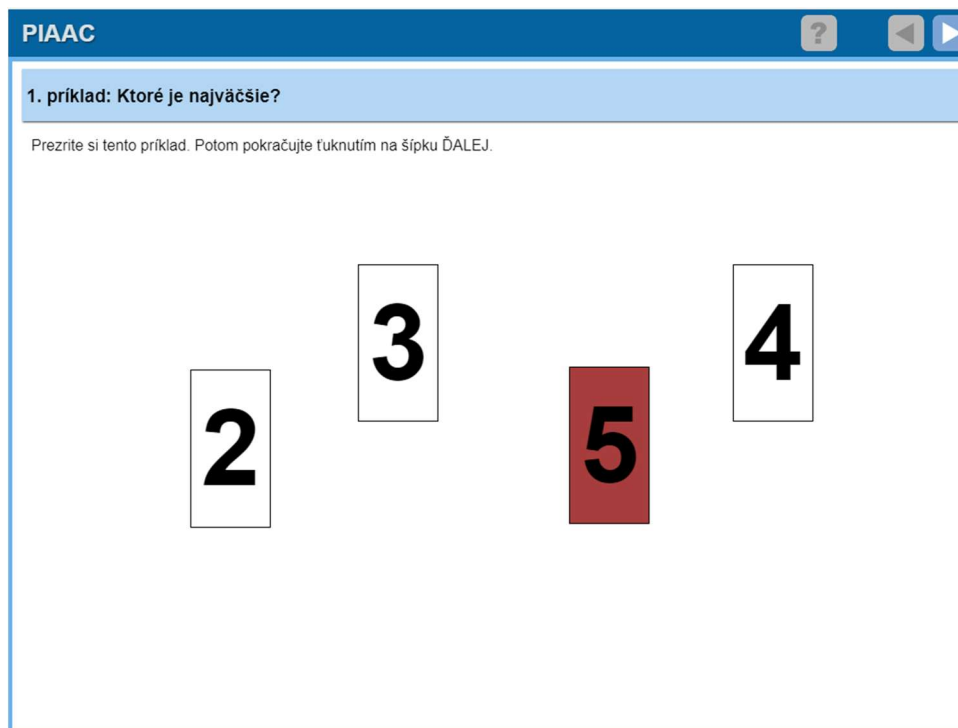 PIAAC
?
1. príklad: Ktoré je najväčšie?
Prezrite si tento príklad. Potom pokračujte ťuknutím na šípku ĎALEJ.
3
4
2
5